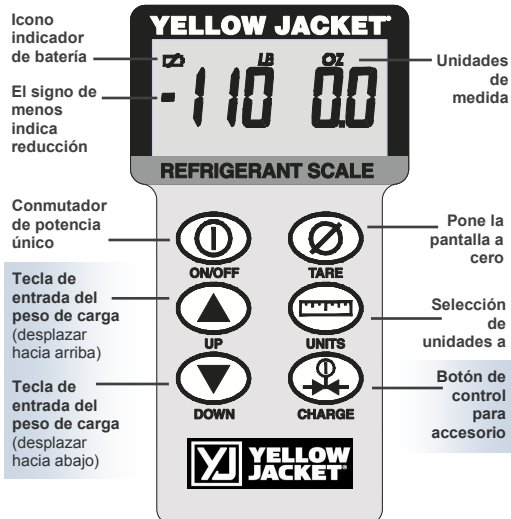 Icono
indicador
de batería
El signo de
menos
indica
reducción
YELLOW JACKET®
LB OZ
-110 0.0
REFRIGERANT SCALE
Unidades
de
medida
Conmutador
de potencia
único
ON/OFF
TARE
Pone la
pantalla a
cero
Tecla de
entrada del
peso de carga
(desplazar
hacia arriba)
UP
UNITS
Selección
de
unidades a
Tecla de
entrada del
peso de carga
(desplazar
hacia abajo)
DOWN
CHARGE
Botón de
control
para
accesorio
YJ YELLOW
JACKET®